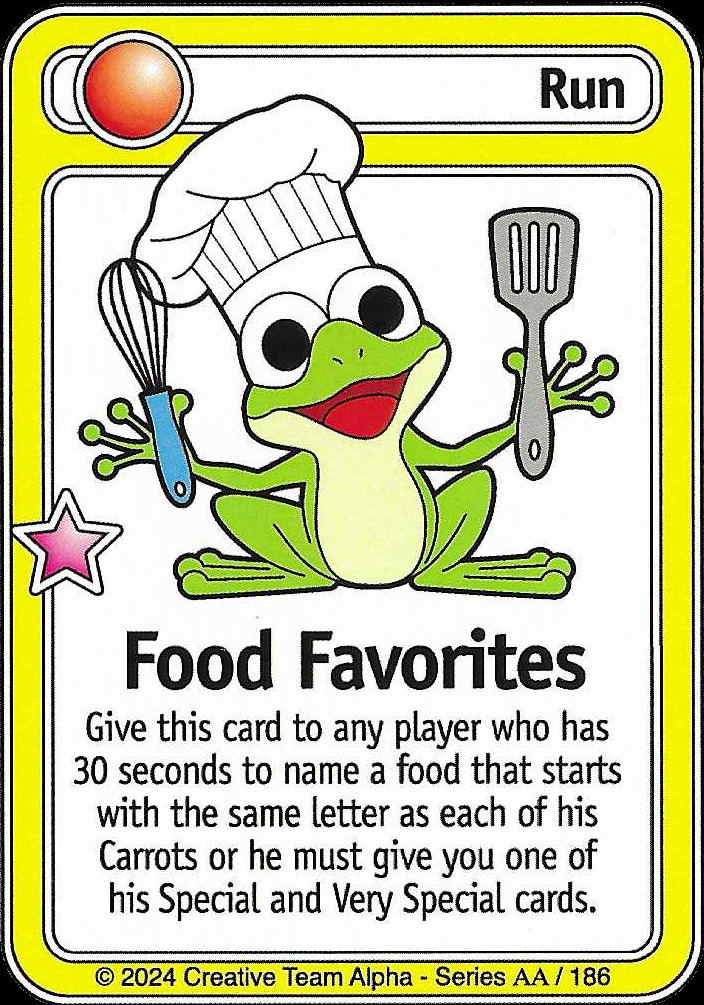 Run
Food Favorites
Give this card to any player who has
30 seconds to name a food that starts
with the same letter as each of his
Carrots or he must give you one of
his Special and Very Special cards.
© 2024 Creative Team Alpha - Series AA / 186